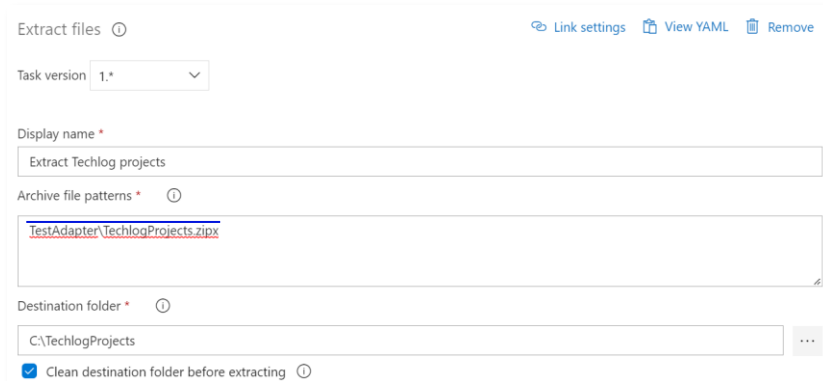 Extract files
Link settings View YAML Remove
Task version 1.*
Display name *
Extract Techlog projects
Archive file patterns *
TestAdapter\TechlogProjects.zipx
Destination folder *
C:\TechlogProjects
...
Clean destination folder before extracting